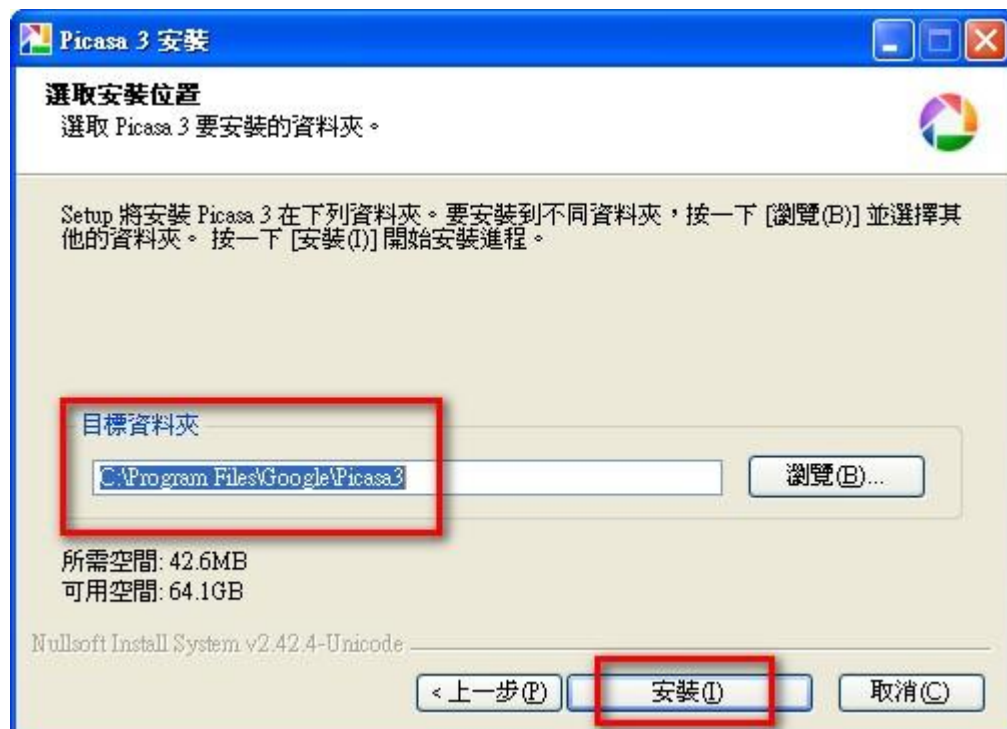 Picasa 3 安裝
選取安裝位置
選取 Picasa 3 要安裝的資料夾。
Setup 將安裝 Picasa 3 在下列資料夾。要安裝到不同資料夾，按一下 [瀏覽(B)] 並選擇其
他的資料夾。 按一下 [安裝(I)] 開始安裝進程。
目標資料夾
C:\Program Files\Google\Picasa3
瀏覽(B)...
所需空間: 42.6MB
可用空間: 64.1GB
Nullsoft Install System v2.42.4-Unicode
<上一步(P)
安裝(I)
取消(C)